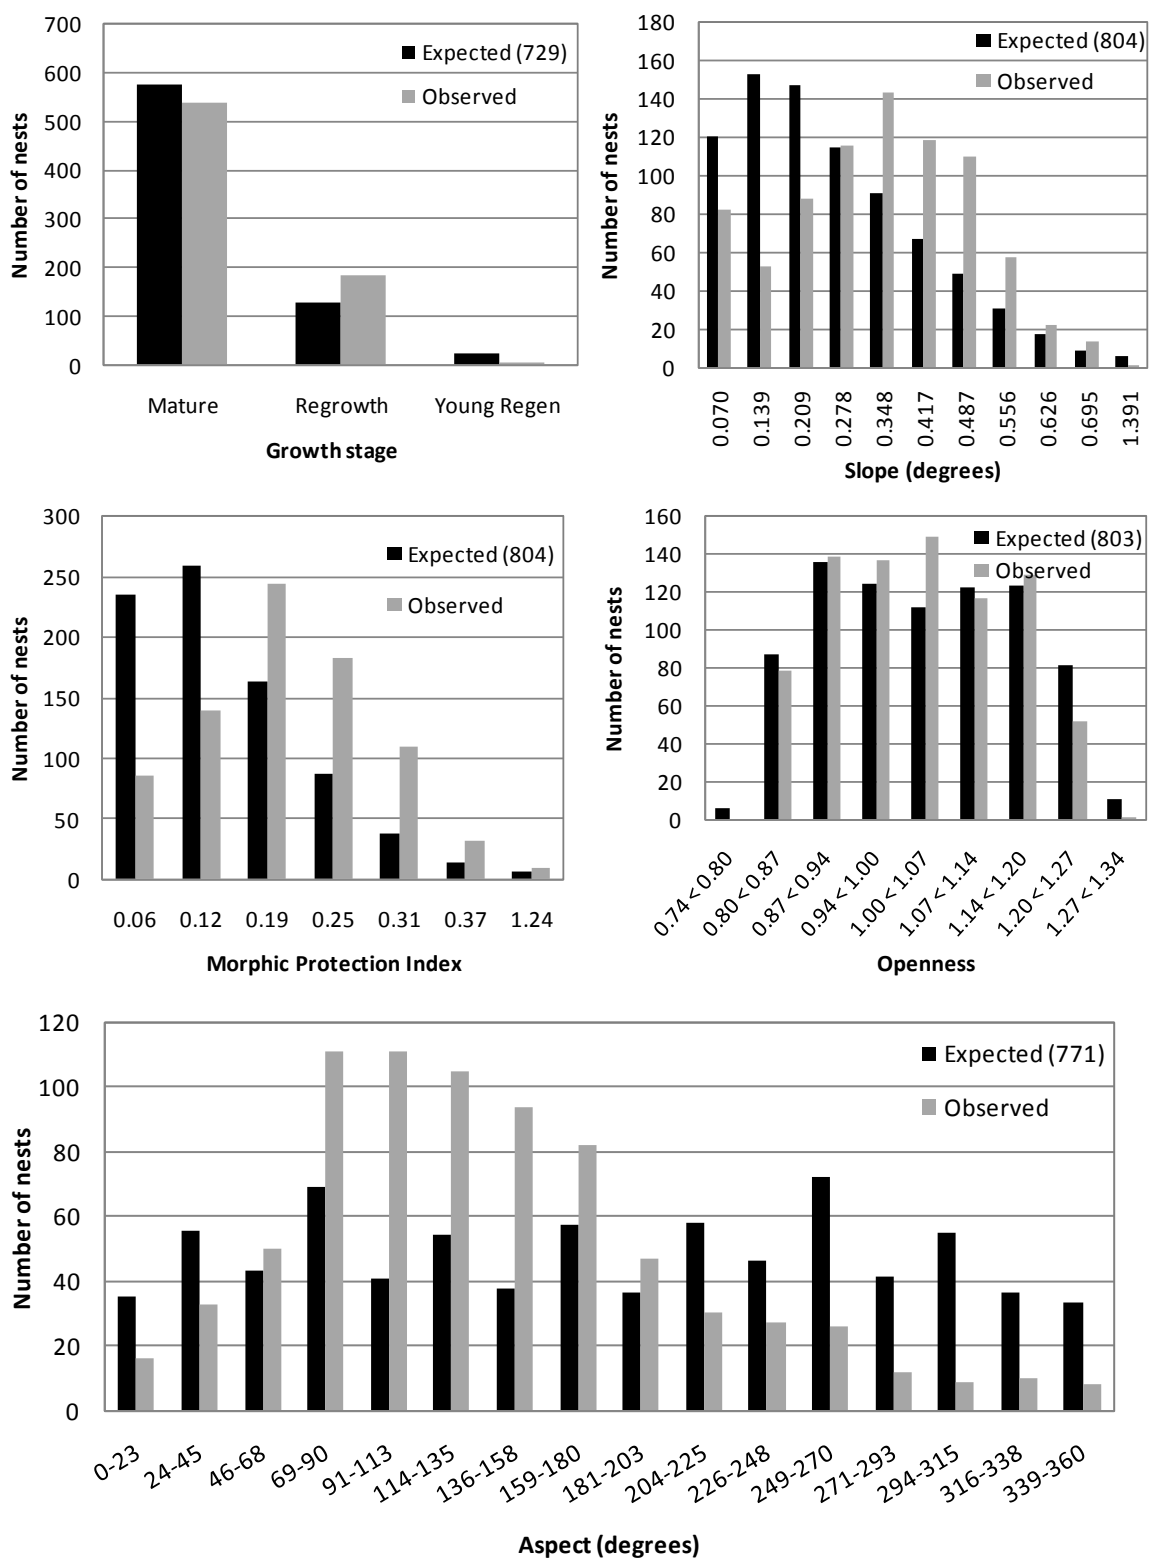 Number of nests
700
600
500
400
300
200
100
0
Expected (729)
Observed
Mature Regrowth Young Regen
Growth stage
Number of nests
180
160
140
120
100
80
60
40
20
0
Expected (804)
Observed
0.070 0.139 0.209 0.278 0.348 0.417 0.487 0.556 0.626 0.695 1.391
Slope (degrees)
Number of nests
300
250
200
150
100
50
0
Expected (804)
Observed
0.06 0.12 0.19 0.25 0.31 0.37 1.24
Morphic Protection Index
Number of nests
160
140
120
100
80
60
40
20
0
Expected (803)
Observed
0.74 < 0.80 0.80 < 0.87 0.87 < 0.94 0.94 < 1.00 1.00 < 1.07 1.07 < 1.14 1.14 < 1.20 1.20 < 1.27 1.27 < 1.34
Openness
Number of nests
120
100
80
60
40
20
0
Expected (771)
Observed
0-23 24-45 46-68 69-90 91-113 114-135 136-158 159-180 181-203 204-225 226-248 249-270 271-293 294-315 316-338 339-360
Aspect (degrees)